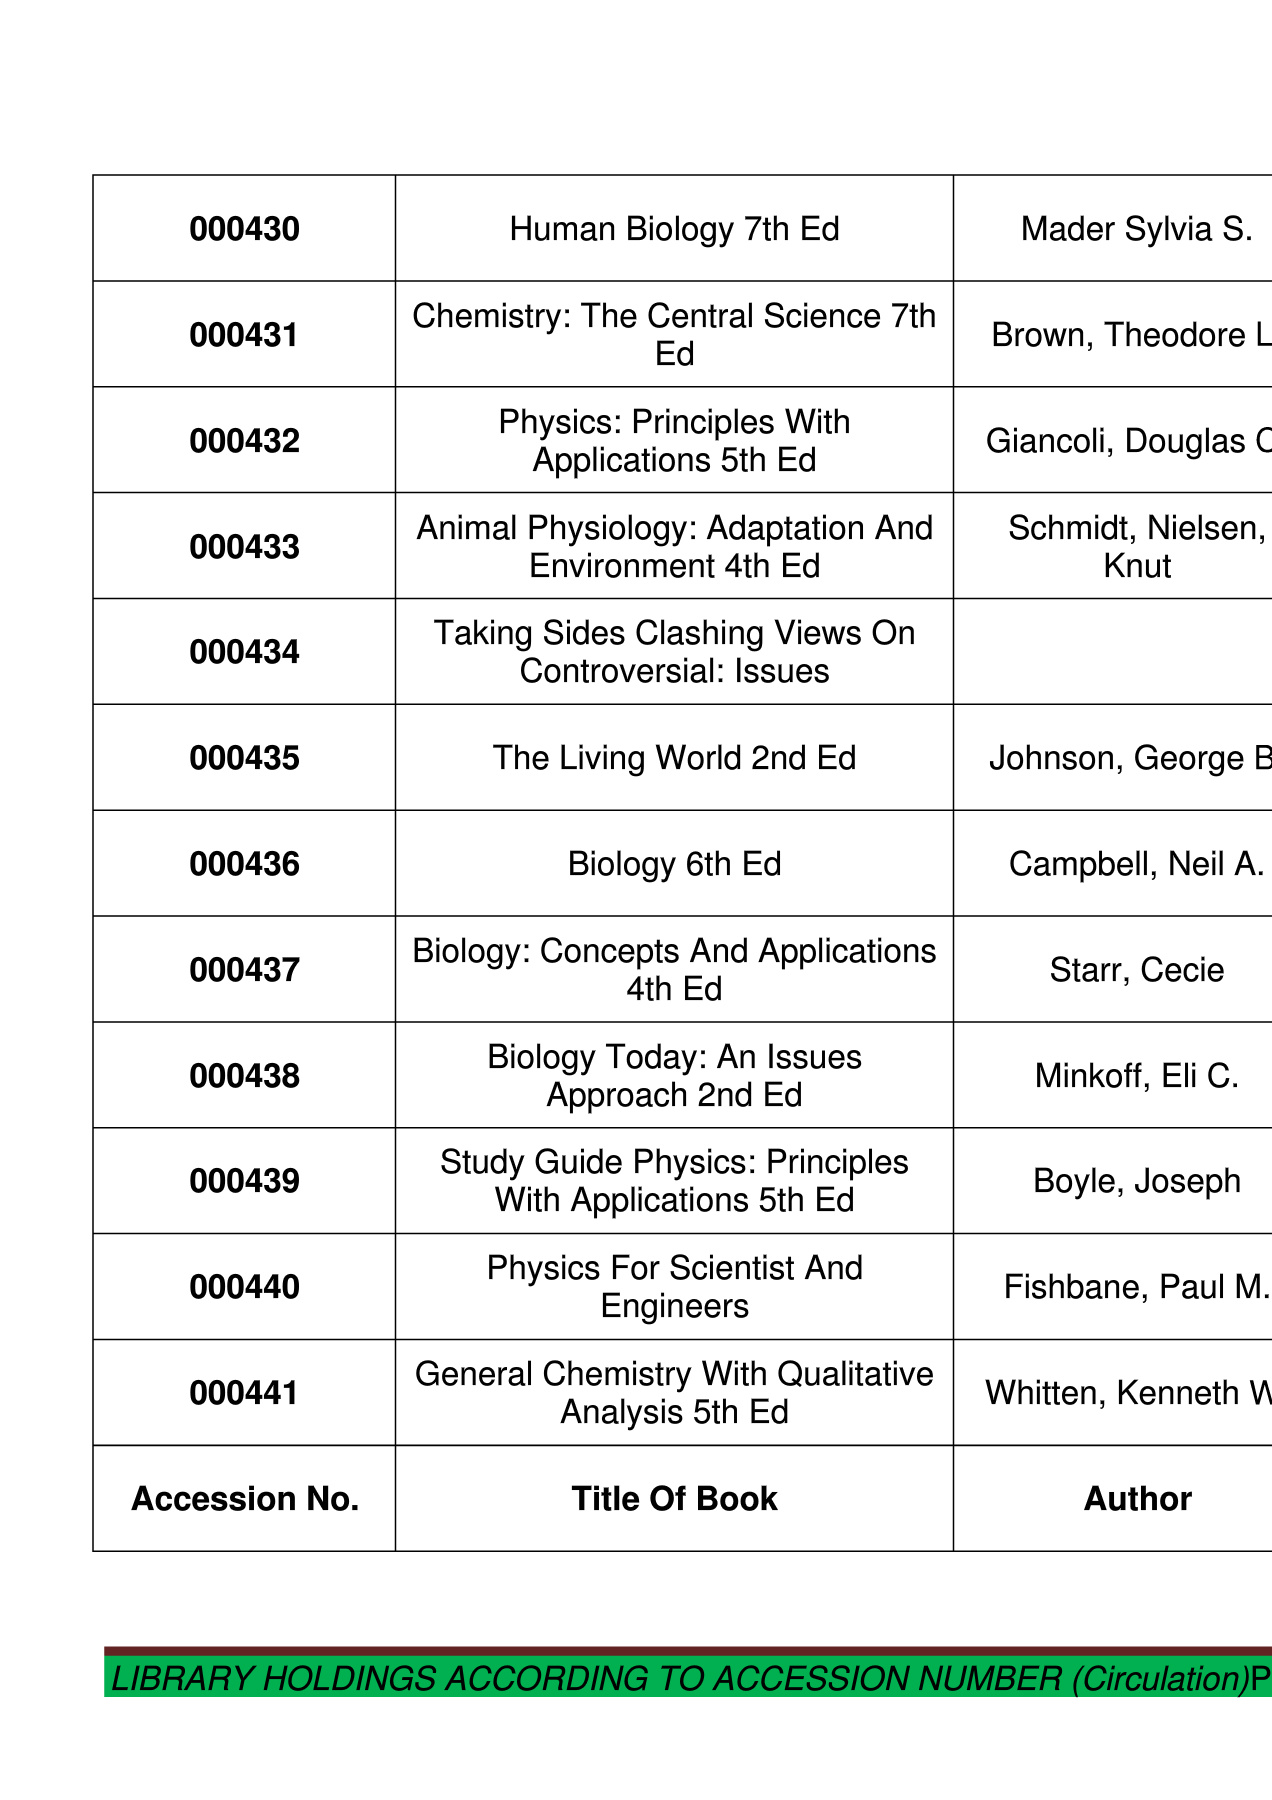 000430 Human Biology 7th Ed Mader Sylvia S.
000431 Chemistry: The Central Science 7th Brown, Theodore L
Ed
000432 Physics: Principles With Giancoli, Douglas C
Applications 5th Ed
000433 Animal Physiology: Adaptation And Schmidt, Nielsen,
Environment 4th Ed Knut
000434 Taking Sides Clashing Views On
Controversial: Issues
000435 The Living World 2nd Ed Johnson, George B
000436 Biology 6th Ed Campbell, Neil A.
000437 Biology: Concepts And Applications Starr, Cecie
4th Ed
000438 Biology Today: An Issues Minkoff, Eli C.
Approach 2nd Ed
000439 Study Guide Physics: Principles Boyle, Joseph
With Applications 5th Ed
000440 Physics For Scientist And Fishbane, Paul M.
Engineers
000441 General Chemistry With Qualitative Whitten, Kenneth W
Analysis 5th Ed
Accession No. Title Of Book Author
LIBRARY HOLDINGS ACCORDING TO ACCESSION NUMBER (Circulation)P